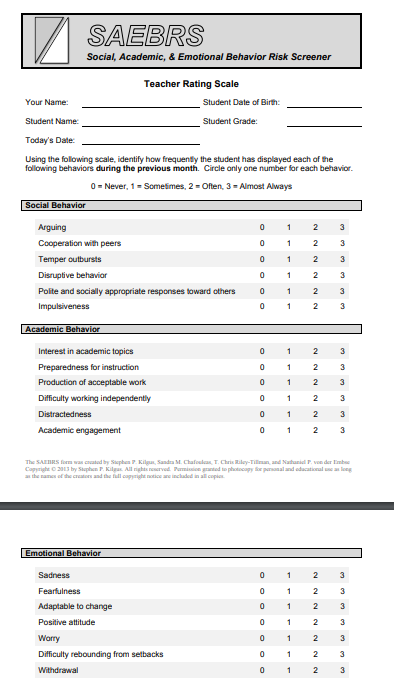 SAEBRS
Social, Academic, & Emotional Behavior Risk Screener
Teacher Rating Scale
Your Name: Student Date of Birth:
Student Name: Student Grade:
Today's Date:
Using the following scale, identify how frequently the student has displayed each of the
following behaviors during the previous month. Circle only one number for each behavior.
0 = Never, 1 = Sometimes, 2 = Often, 3 = Almost Always
Social Behavior
Arguing 0 1 2 3
Cooperation with peers 0 1 2 3
Temper outbursts 0 1 2 3
Disruptive behavior 0 1 2 3
Polite and socially appropriate responses toward others 0 1 2 3
Impulsiveness 0 1 2 3
Academic Behavior
Interest in academic topics 0 1 2 3
Preparedness for instruction 0 1 2 3
Production of acceptable work 0 1 2 3
Difficulty working independently 0 1 2 3
Distractedness 0 1 2 3
Academic engagement 0 1 2 3
The SAEBRS form was created by Stephen P. Kilgus, Sandra M. Chafouleas, T. Chris Riley-Tillman, and Nathaniel P. von der Embse
Copyright © 2013 by Stephen P. Kilgus. All rights reserved. Permission granted to photocopy for personal and educational use as long
as the names of the creators and the full copyright notice are included in all copies.
Emotional Behavior
Sadness 0 1 2 3
Fearfulness 0 1 2 3
Adaptable to change 0 1 2 3
Positive attitude 0 1 2 3
Worry 0 1 2 3
Difficulty rebounding from setbacks 0 1 2 3
Withdrawal 0 1 2 3